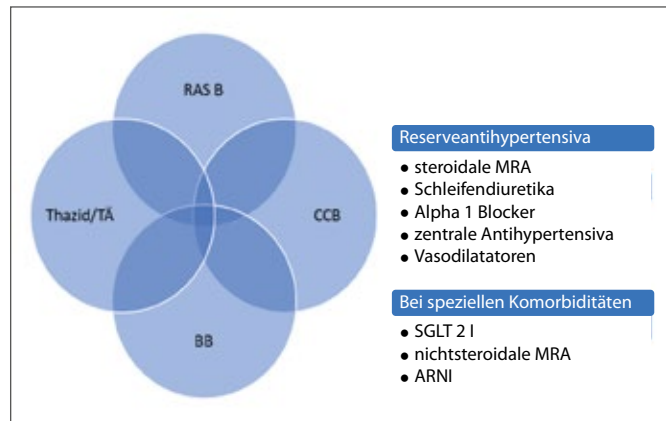 RAS B
Thazid/TÄ
CCB
BB
Reserveantihypertensiva
● steroidale MRA
● Schleifendiuretika
● Alpha 1 Blocker
● zentrale Antihypertensiva
● Vasodilatatoren
Bei speziellen Komorbiditäten
● SGLT 2 I
● nichtsteroidale MRA
● ARNI